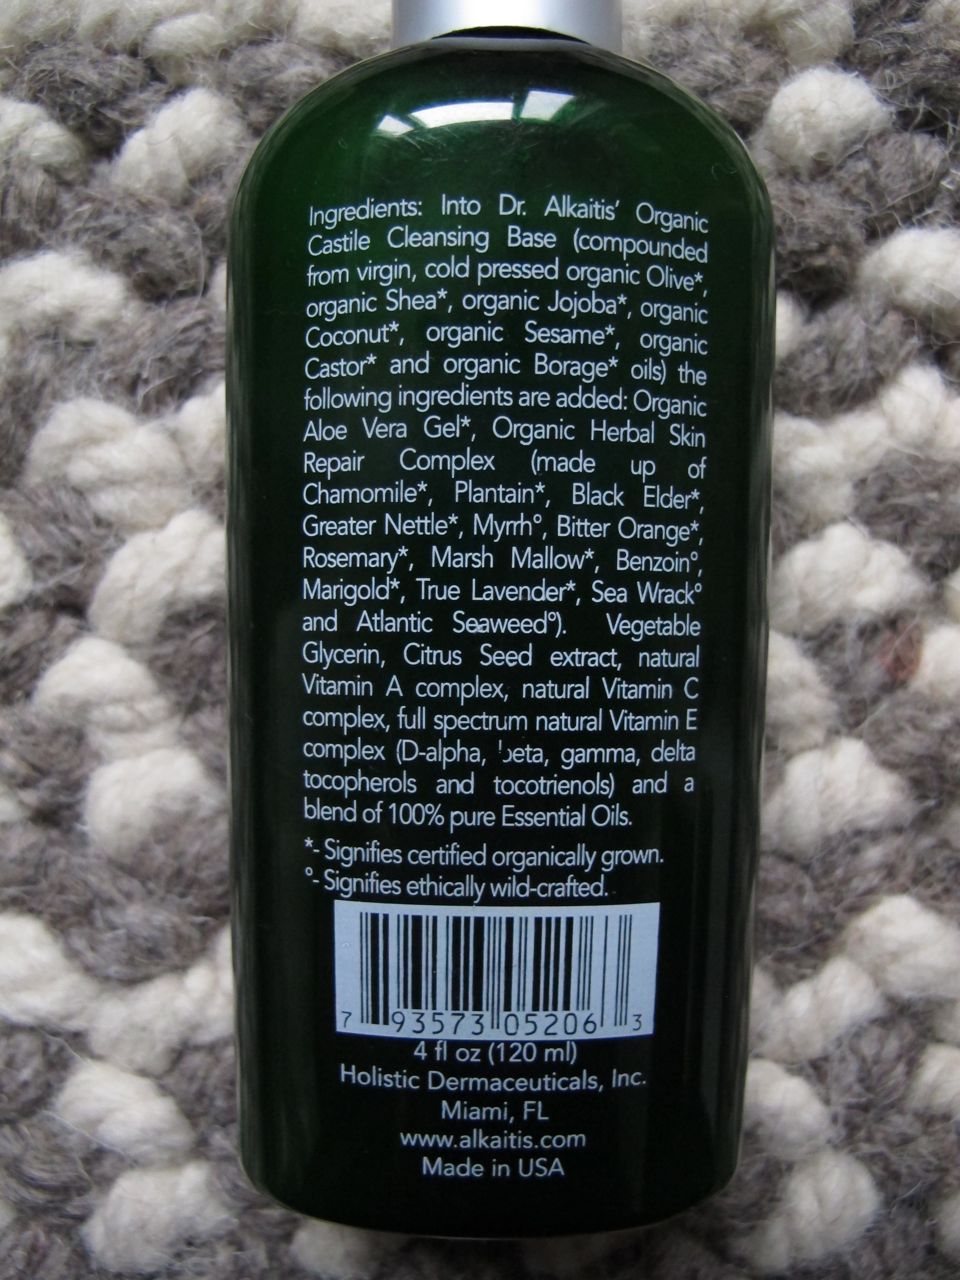 Ingredients: Into Dr. Alkaitis' Organic
Castile Cleansing Base (compounded
from virgin, cold pressed organic Olive*,
organic Shea*, organic Jojoba*, organic
Coconut*, organic Sesame*, organic
Castor* and organic Borage* oils) the
following ingredients are added: Organic
Aloe Vera Gel*, Organic Herbal Skin
Repair Complex (made up of
Chamomile*, Plantain*, Black Elder*,
Greater Nettle*, Myrrh°, Bitter Orange*,
Rosemary*, Marsh Mallow*, Benzoin°,
Marigold*, True Lavender*, Sea Wrack°
and Atlantic Seaweed°). Vegetable
Glycerin, Citrus Seed extract, natural
Vitamin A complex, natural Vitamin C
complex, full spectrum natural Vitamin E
complex (D-alpha, beta, gamma, delta
tocopherols and tocotrienols) and a
blend of 100% pure Essential Oils.
*- Signifies certified organically grown.
°- Signifies ethically wild-crafted.
7 93573 05206 3
4 fl oz (120 ml)
Holistic Dermaceuticals, Inc.
Miami, FL
www.alkaitis.com
Made in USA